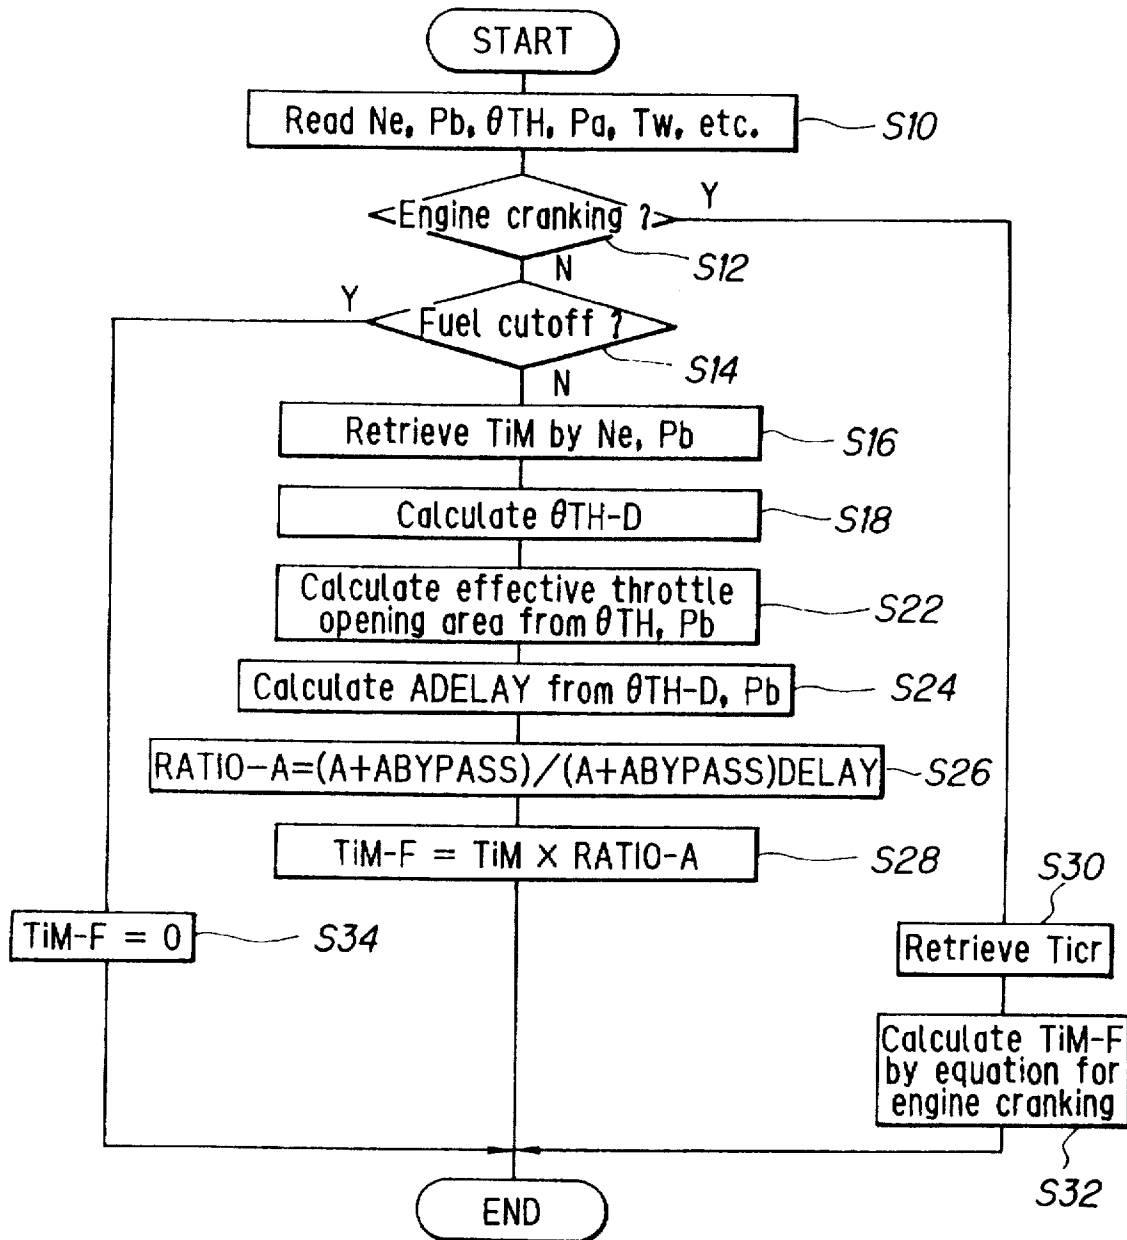 START
Read Ne, Pb, θTH, Pa, Tw, etc.
S10
Engine cranking ?
Y
S12
N
Y
Fuel cutoff ?
S14
N
Retrieve TiM by Ne, Pb
S16
Calculate θTH-D
S18
Calculate effective throttle
opening area from θTH, Pb
S22
Calculate ADELAY from θTH-D, Pb
S24
RATIO-A=(A+ABYPASS)/(A+ABYPASS)DELAY
S26
TiM-F = TiM × RATIO-A
S28
S30
TiM-F = 0
S34
Retrieve Ticr
Calculate TiM-F
by equation for
engine cranking
S32
END